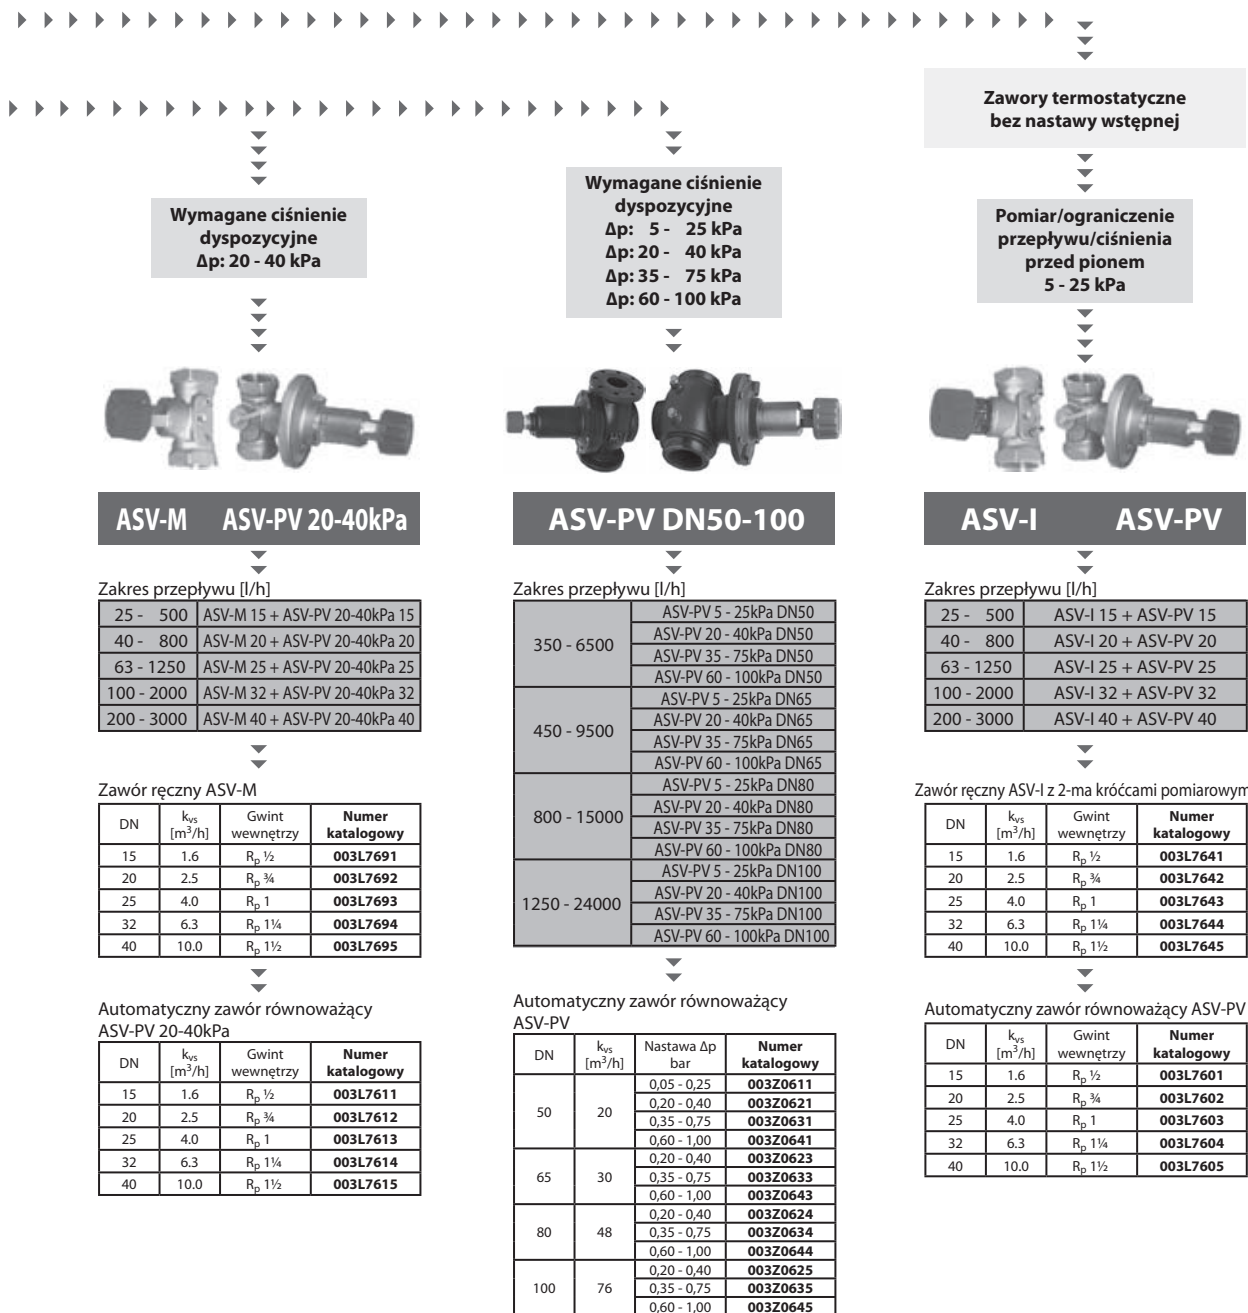 Zawory termostatyczne
bez nastawy wstępnej
Wymagane ciśnienie
dyspozycyjne
Δp: 20 - 40 kPa
Wymagane ciśnienie
dyspozycyjne
Δp: 5 - 25 kPa
Δp: 20 - 40 kPa
Δp: 35 - 75 kPa
Δp: 60 - 100 kPa
Pomiar/ograniczenie
przepływu/ciśnienia
przed pionem
5 - 25 kPa
ASV-M ASV-PV 20-40kPa
Zakres przepływu [l/h]
25 - 500 ASV-M 15 + ASV-PV 20-40kPa 15
40 - 800 ASV-M 20 + ASV-PV 20-40kPa 20
63 - 1250 ASV-M 25 + ASV-PV 20-40kPa 25
100 - 2000 ASV-M 32 + ASV-PV 20-40kPa 32
200 - 3000 ASV-M 40 + ASV-PV 20-40kPa 40
Zawór ręczny ASV-M
DN kvs [m³/h] Gwint wewnętrzy Numer katalogowy
15 1.6 Rp ½ 003L7691
20 2.5 Rp ¾ 003L7692
25 4.0 Rp 1 003L7693
32 6.3 Rp 1¼ 003L7694
40 10.0 Rp 1½ 003L7695
Automatyczny zawór równoważący
ASV-PV 20-40kPa
DN kvs [m³/h] Gwint wewnętrzy Numer katalogowy
15 1.6 Rp ½ 003L7611
20 2.5 Rp ¾ 003L7612
25 4.0 Rp 1 003L7613
32 6.3 Rp 1¼ 003L7614
40 10.0 Rp 1½ 003L7615
ASV-PV DN50-100
Zakres przepływu [l/h]
350 - 6500 ASV-PV 5 - 25kPa DN50
ASV-PV 20 - 40kPa DN50
ASV-PV 35 - 75kPa DN50
ASV-PV 60 - 100kPa DN50
450 - 9500 ASV-PV 5 - 25kPa DN65
ASV-PV 20 - 40kPa DN65
ASV-PV 35 - 75kPa DN65
ASV-PV 60 - 100kPa DN65
800 - 15000 ASV-PV 5 - 25kPa DN80
ASV-PV 20 - 40kPa DN80
ASV-PV 35 - 75kPa DN80
ASV-PV 60 - 100kPa DN80
1250 - 24000 ASV-PV 5 - 25kPa DN100
ASV-PV 20 - 40kPa DN100
ASV-PV 35 - 75kPa DN100
ASV-PV 60 - 100kPa DN100
Automatyczny zawór równoważący
ASV-PV
DN kvs [m³/h] Nastawa Δp bar Numer katalogowy
50 20 0,05 - 0,25 003Z0611
0,20 - 0,40 003Z0621
0,35 - 0,75 003Z0631
0,60 - 1,00 003Z0641
65 30 0,20 - 0,40 003Z0623
0,35 - 0,75 003Z0633
0,60 - 1,00 003Z0643
80 48 0,20 - 0,40 003Z0624
0,35 - 0,75 003Z0634
0,60 - 1,00 003Z0644
100 76 0,20 - 0,40 003Z0625
0,35 - 0,75 003Z0635
0,60 - 1,00 003Z0645
ASV-I ASV-PV
Zakres przepływu [l/h]
25 - 500 ASV-I 15 + ASV-PV 15
40 - 800 ASV-I 20 + ASV-PV 20
63 - 1250 ASV-I 25 + ASV-PV 25
100 - 2000 ASV-I 32 + ASV-PV 32
200 - 3000 ASV-I 40 + ASV-PV 40
Zawór ręczny ASV-I z 2-ma króćcami pomiarowym
DN kvs [m³/h] Gwint wewnętrzy Numer katalogowy
15 1.6 Rp ½ 003L7641
20 2.5 Rp ¾ 003L7642
25 4.0 Rp 1 003L7643
32 6.3 Rp 1¼ 003L7644
40 10.0 Rp 1½ 003L7645
Automatyczny zawór równoważący ASV-PV
DN kvs [m³/h] Gwint wewnętrzy Numer katalogowy
15 1.6 Rp ½ 003L7601
20 2.5 Rp ¾ 003L7602
25 4.0 Rp 1 003L7603
32 6.3 Rp 1¼ 003L7604
40 10.0 Rp 1½ 003L7605